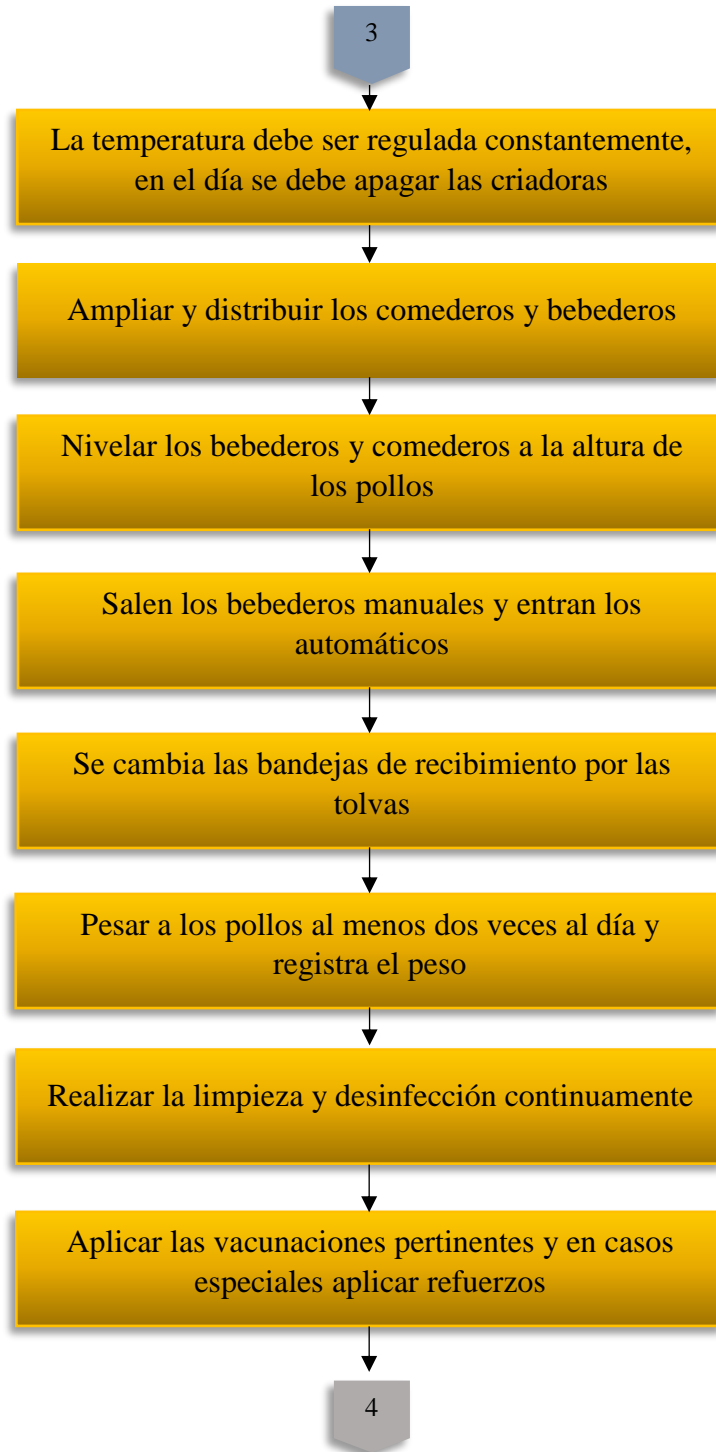 3
La temperatura debe ser regulada constantemente,
en el día se debe apagar las criadoras
Ampliar y distribuir los comederos y bebederos
Nivelar los bebederos y comederos a la altura de
los pollos
Salen los bebederos manuales y entran los
automáticos
Se cambia las bandejas de recibimiento por las
tolvas
Pesar a los pollos al menos dos veces al día y
registra el peso
Realizar la limpieza y desinfección continuamente
Aplicar las vacunaciones pertinentes y en casos
especiales aplicar refuerzos
4